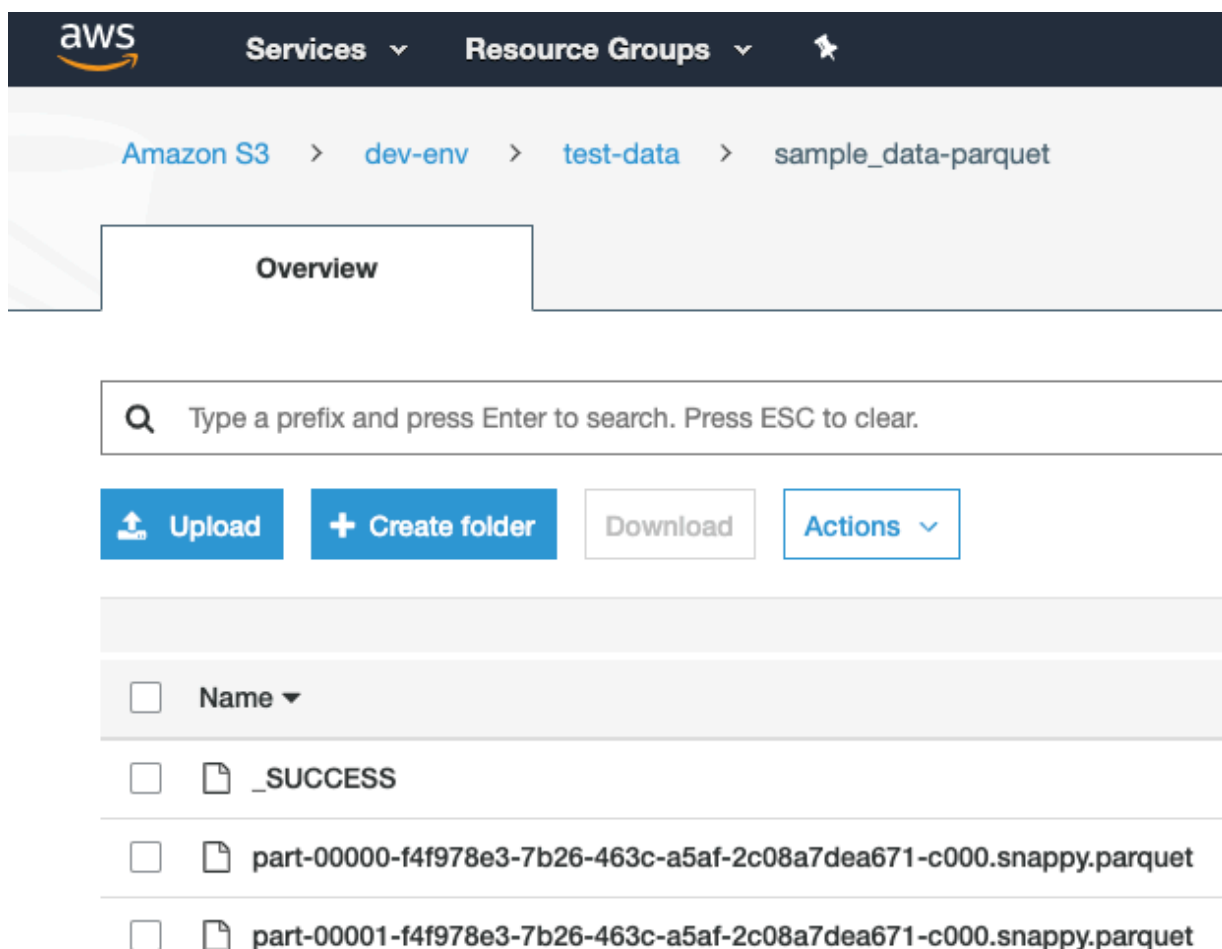 aws Services Resource Groups
Amazon S3 > dev-env > test-data > sample_data-parquet
Overview
Type a prefix and press Enter to search. Press ESC to clear.
Upload + Create folder Download Actions
Name
_SUCCESS
part-00000-f4f978e3-7b26-463c-a5af-2c08a7dea671-c000.snappy.parquet
part-00001-f4f978e3-7b26-463c-a5af-2c08a7dea671-c000.snappy.parquet